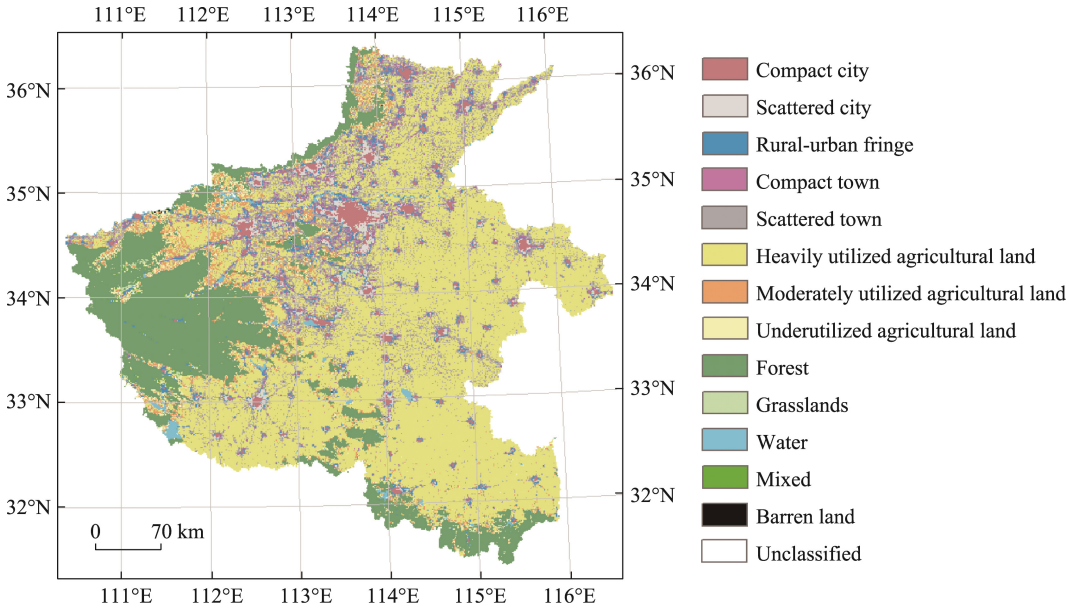 111°E 112°E 113°E 114°E 115°E 116°E
36°N
36°N
35°N
35°N
34°N
34°N
33°N
33°N
32°N
32°N
0 70 km
111°E 112°E 113°E 114°E 115°E 116°E
Compact city
Scattered city
Rural-urban fringe
Compact town
Scattered town
Heavily utilized agricultural land
Moderately utilized agricultural land
Underutilized agricultural land
Forest
Grasslands
Water
Mixed
Barren land
Unclassified